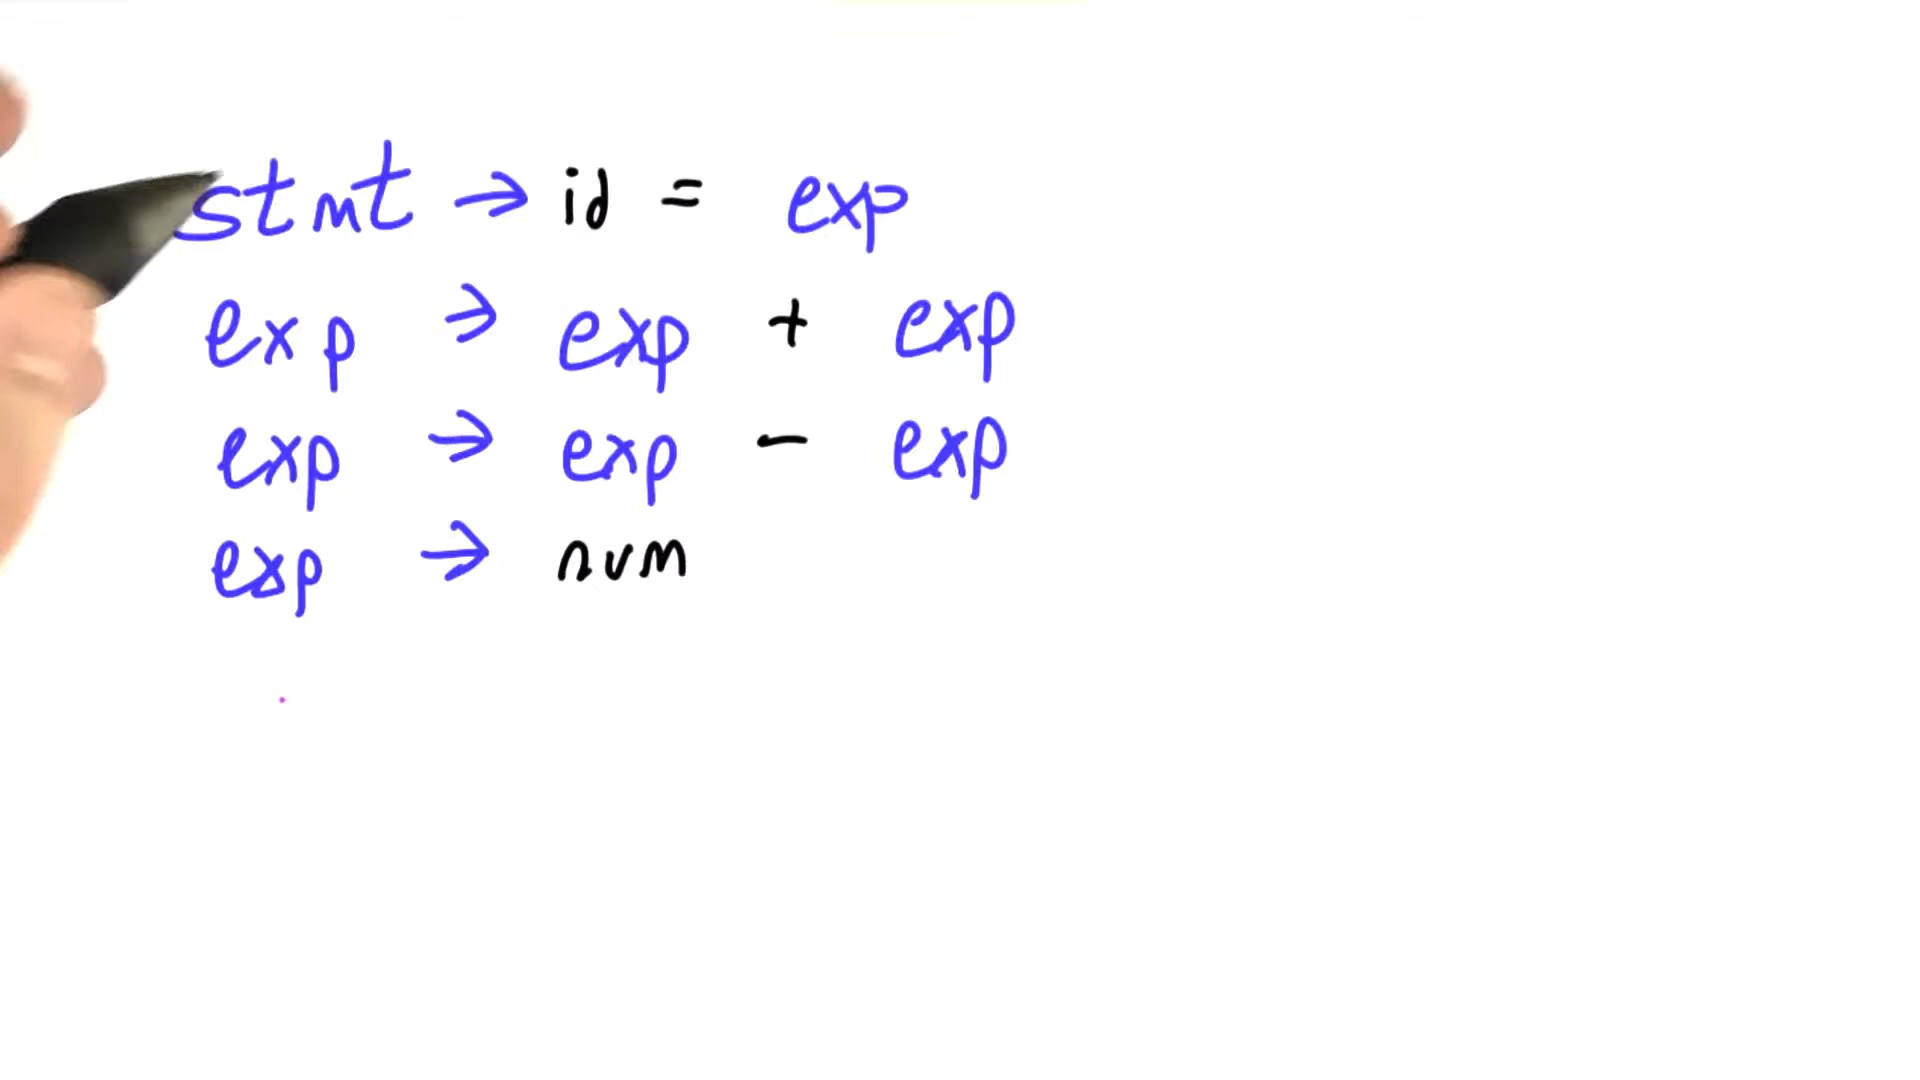 stmt → id = exp
exp → exp + exp
exp → exp - exp
exp → num